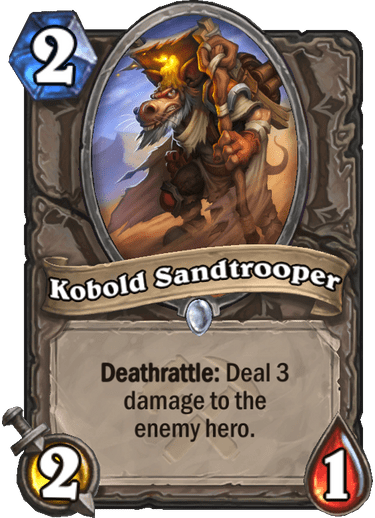 2
Kobold Sandtrooper
Deathrattle: Deal 3
damage to the
enemy hero.
2
1